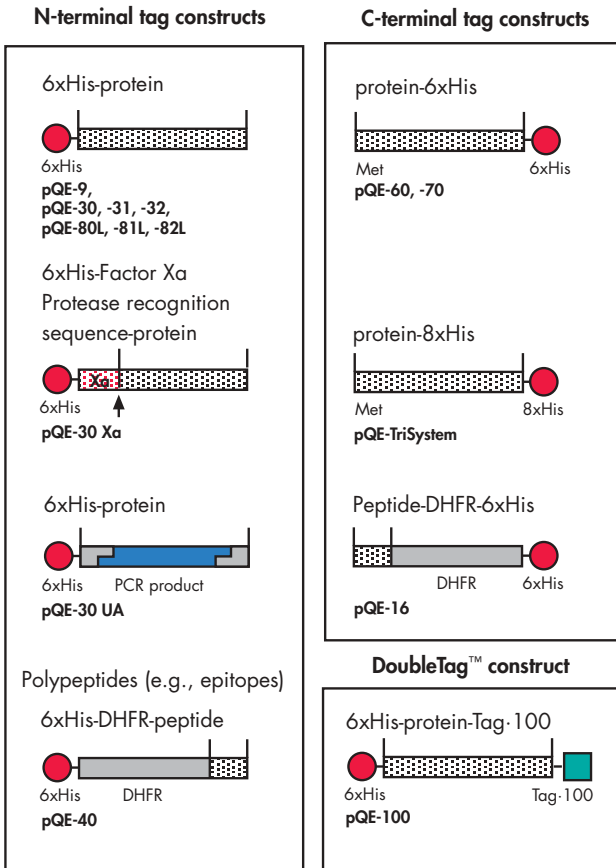 N-terminal tag constructs
6xHis-protein
6xHis
pQE-9,
pQE-30, -31, -32,
pQE-80L, -81L, -82L
6xHis-Factor Xa
Protease recognition
sequence-protein
Xa
6xHis
pQE-30 Xa
6xHis-protein
6xHis PCR product
pQE-30 UA
Polypeptides (e.g., epitopes)
6xHis-DHFR-peptide
6xHis DHFR
pQE-40
C-terminal tag constructs
protein-6xHis
Met 6xHis
pQE-60, -70
protein-8xHis
Met 8xHis
pQE-TriSystem
Peptide-DHFR-6xHis
DHFR 6xHis
pQE-16
DoubleTag™ construct
6xHis-protein-Tag·100
6xHis Tag·100
pQE-100